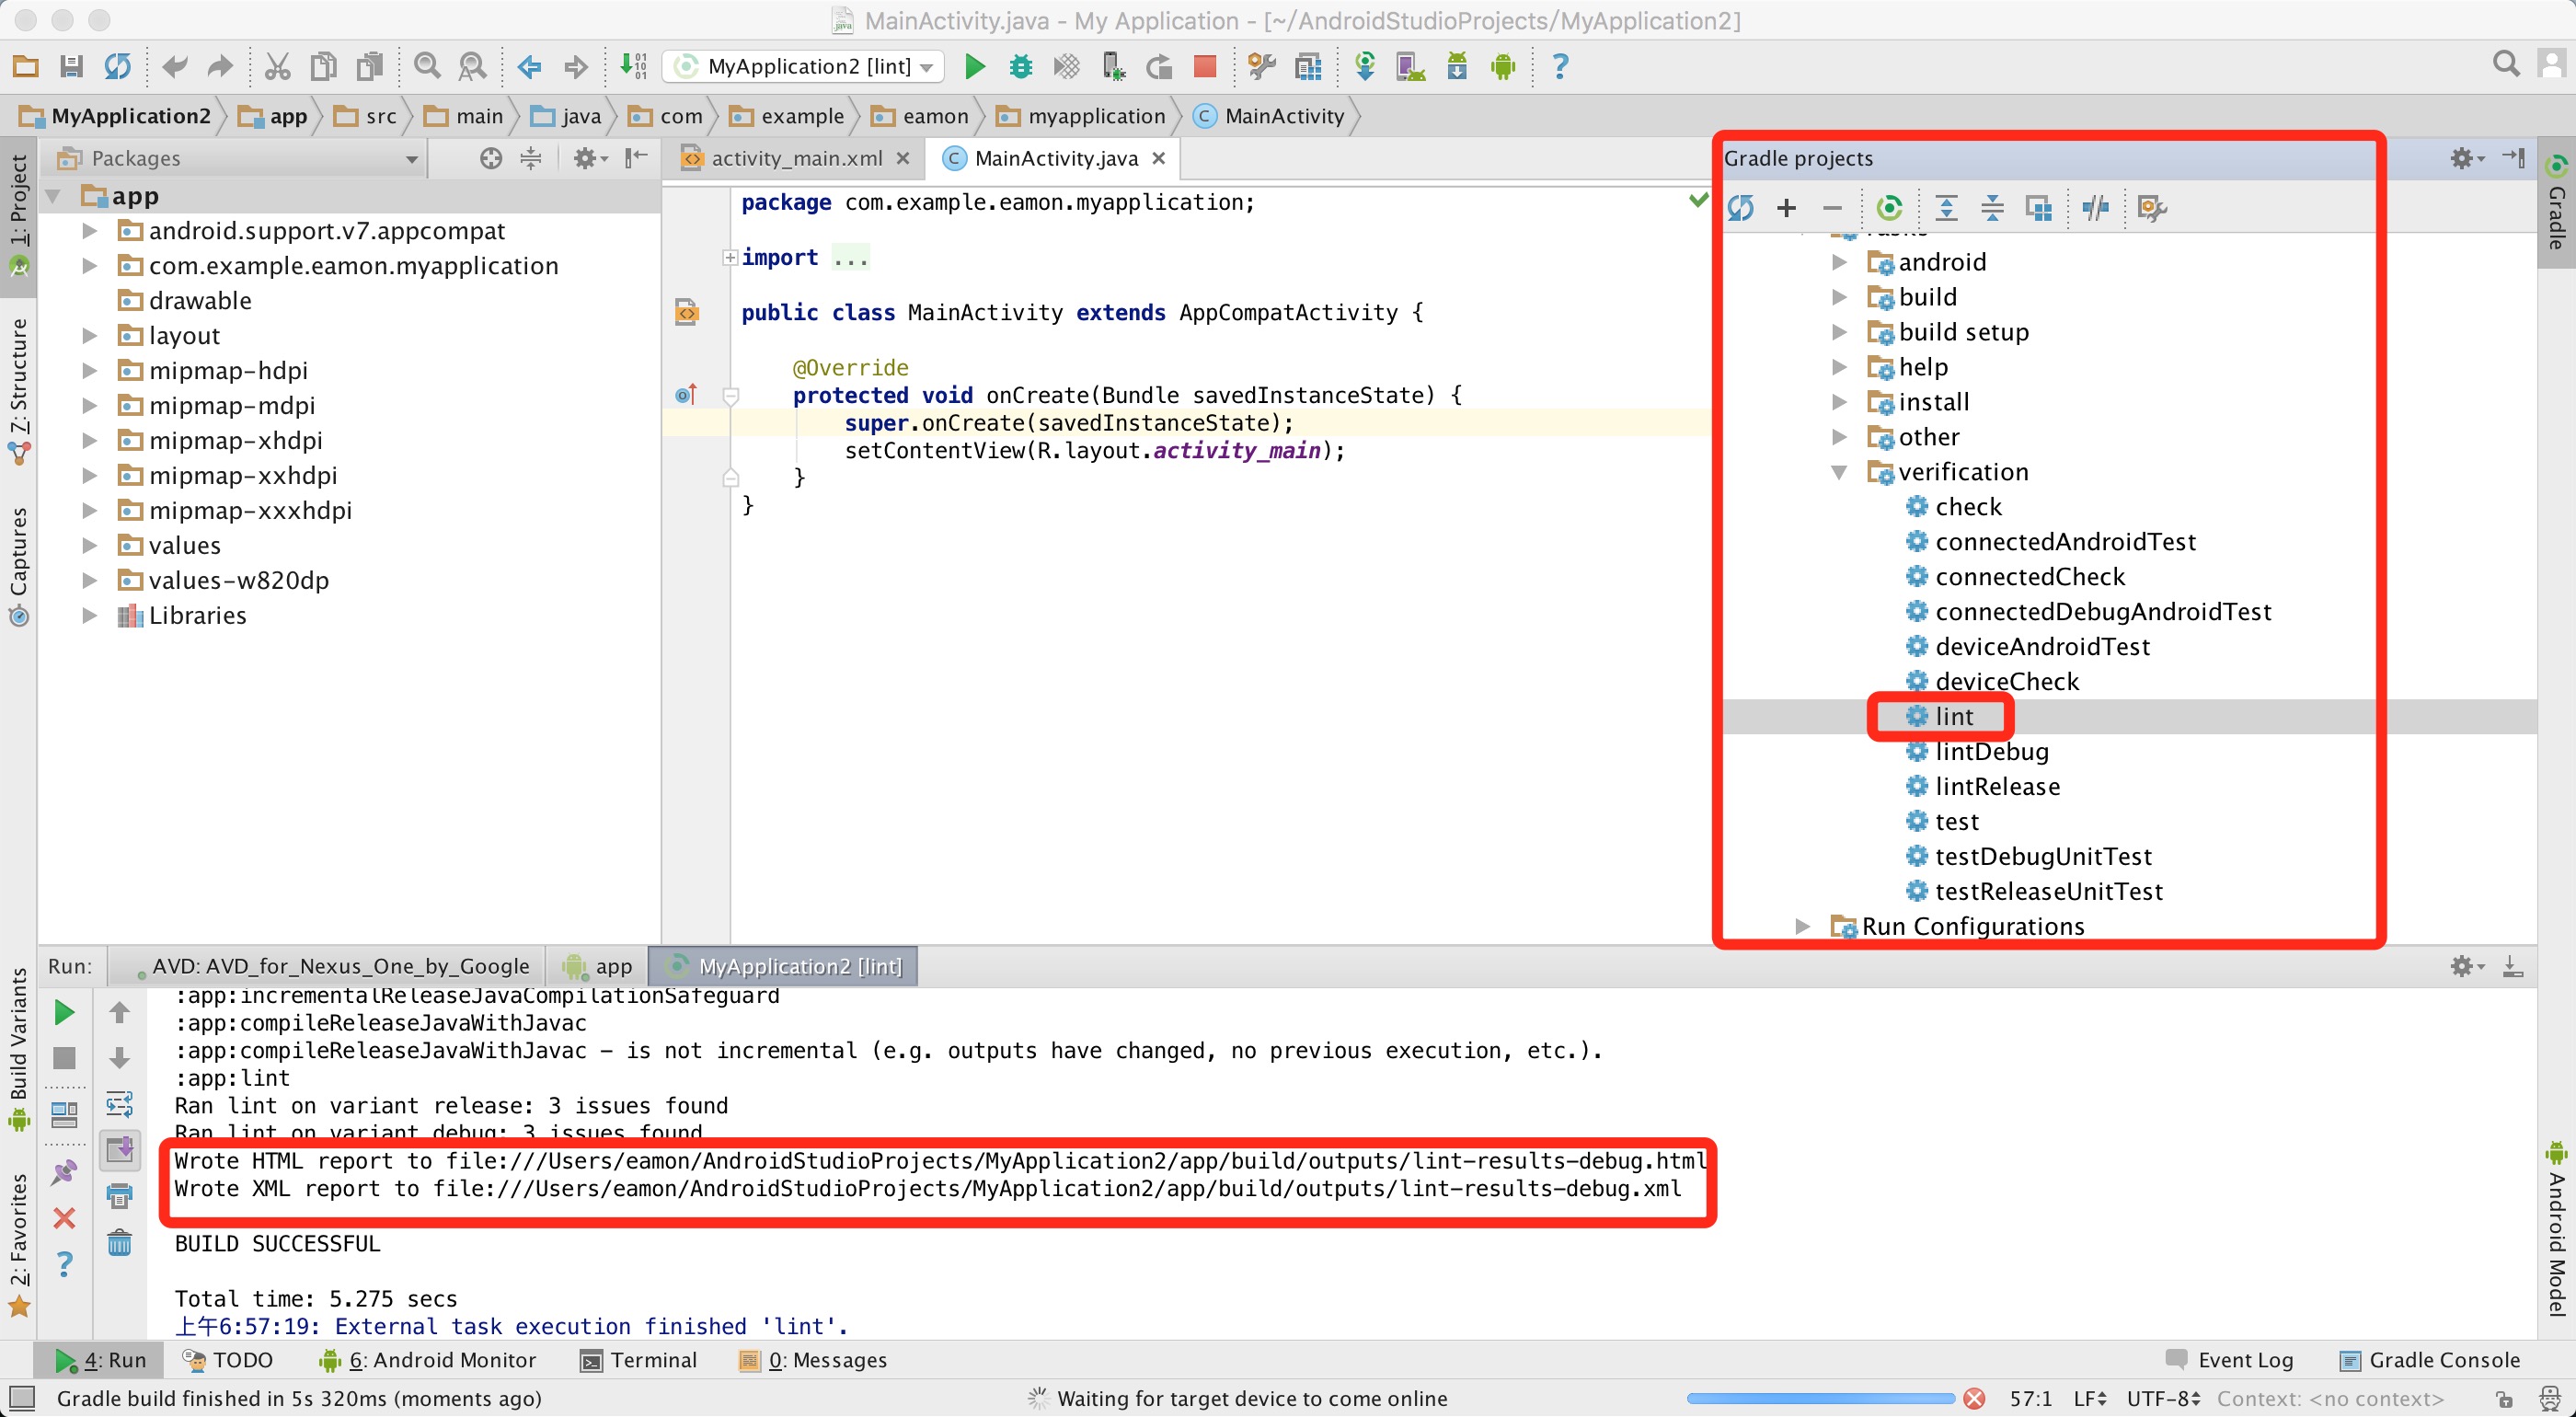 MainActivity.java - My Application - [~/AndroidStudioProjects/MyApplication2]
MyApplication2 [lint]
MyApplication2 app src main java com example eamon myapplication MainActivity
1: Project
Z: Structure
Captures
Build Variants
2: Favorites
Packages
app
android.support.v7.appcompat
com.example.eamon.myapplication
drawable
layout
mipmap-hdpi
mipmap-mdpi
mipmap-xhdpi
mipmap-xxhdpi
mipmap-xxxhdpi
values
values-w820dp
Libraries
activity_main.xml MainActivity.java
package com.example.eamon.myapplication;
import ...
public class MainActivity extends AppCompatActivity {
@Override
protected void onCreate(Bundle savedInstanceState) {
super.onCreate(savedInstanceState);
setContentView(R.layout.activity_main);
}
}
Gradle projects
android
build
build setup
help
install
other
verification
check
connectedAndroidTest
connectedCheck
connectedDebugAndroidTest
deviceAndroidTest
deviceCheck
lint
lintDebug
lintRelease
test
testDebugUnitTest
testReleaseUnitTest
Run Configurations
Gradle
Android Model
Run: AVD: AVD_for_Nexus_One_by_Google app MyApplication2 [lint]
:app:incrementalReleaseJavaCompilationSafeguard
:app:compileReleaseJavaWithJavac
:app:compileReleaseJavaWithJavac - is not incremental (e.g. outputs have changed, no previous execution, etc.).
:app:lint
Ran lint on variant release: 3 issues found
Ran lint on variant debug: 3 issues found
Wrote HTML report to file:///Users/eamon/AndroidStudioProjects/MyApplication2/app/build/outputs/lint-results-debug.html
Wrote XML report to file:///Users/eamon/AndroidStudioProjects/MyApplication2/app/build/outputs/lint-results-debug.xml
BUILD SUCCESSFUL
Total time: 5.275 secs
上午6:57:19: External task execution finished 'lint'.
4: Run TODO 6: Android Monitor Terminal 0: Messages Event Log Gradle Console
Gradle build finished in 5s 320ms (moments ago) Waiting for target device to come online 57:1 LF UTF-8 Context: <no context>